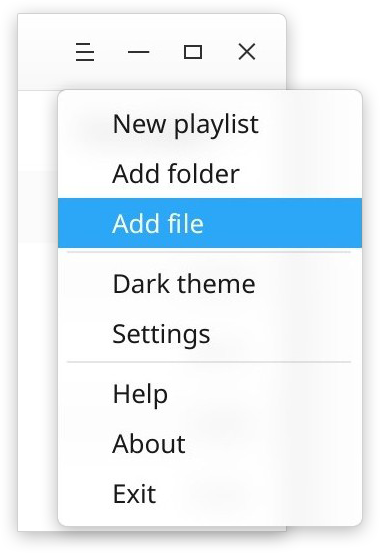 New playlist
Add folder
Add file
Dark theme
Settings
Help
About
Exit